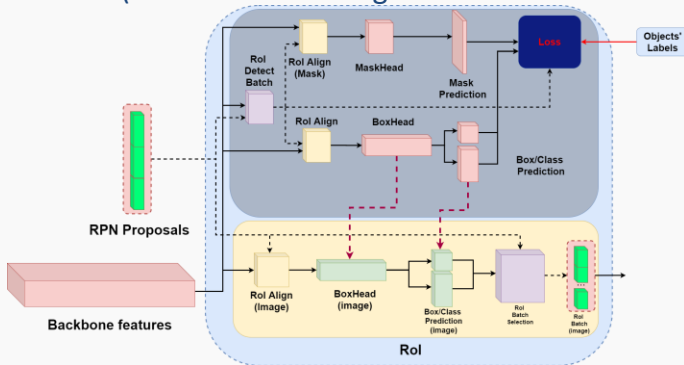 RoI Align
(Mask)
MaskHead
Mask
Prediction
Loss
Objects'
Labels
RoI
Detect
Batch
RoI Align
BoxHead
Box/Class
Prediction
RPN Proposals
Backbone features
RoI Align
(Image)
BoxHead
(image)
Box/Class
Prediction
(image)
RoI
Batch
Selection
...
RoI
Batch
(image)
RoI